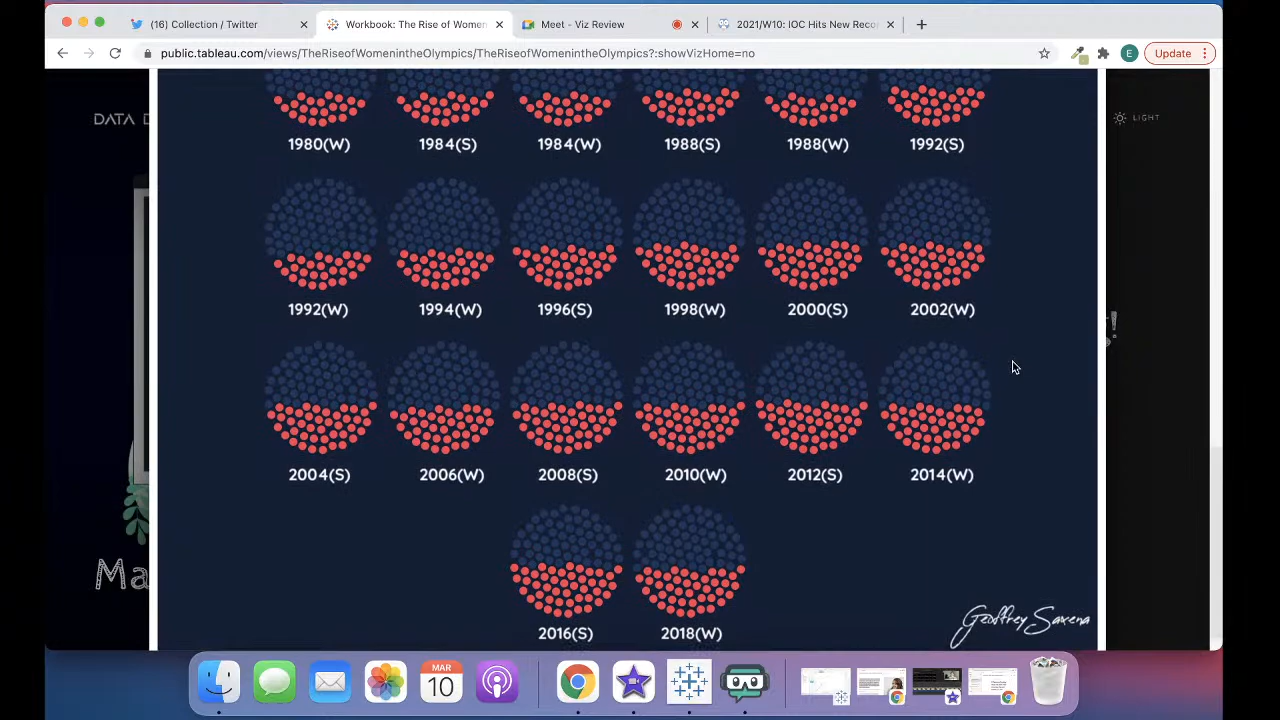 (16) Collection / Twitter
Workbook: The Rise of Women
Meet - Viz Review
2021/W10: IOC Hits New Reco
public.tableau.com/views/TheRiseofWomenintheOlympics/TheRiseofWomenintheOlympics?:showVizHome=no
E
Update
DATA D
LIGHT
1980(W) 1984(S) 1984(W) 1988(S) 1988(W) 1992(S)
1992(W) 1994(W) 1996(S) 1998(W) 2000(S) 2002(W)
!
2004(S) 2006(W) 2008(S) 2010(W) 2012(S) 2014(W)
Ma
2016(S) 2018(W)
Geoffrey Saxena
MAR
10